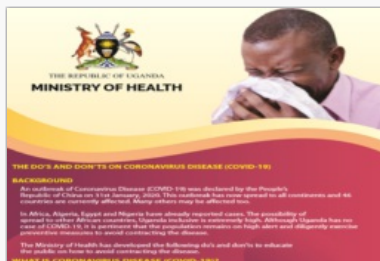 THE REPUBLIC OF UGANDA
MINISTRY OF HEALTH
THE DO'S AND DON'TS ON CORONAVIRUS DISEASE (COVID-19)
BACKGROUND
An outbreak of Coronavirus Disease (COVID-19) was declared by the People's
Republic of China on 31st January, 2020. This outbreak has now spread to all continents and 46
countries are currently affected. Many others may be affected too.
In Africa, Algeria, Egypt and Nigeria have already reported cases. The possibility of
spread to other African countries, Uganda inclusive is extremely high. Although Uganda has no
case of COVID-19, it is pertinent that the population remains on high alert and diligently exercise
preventive measures to avoid contracting the disease.
The Ministry of Health has developed the following do's and don'ts to educate
the public on how to avoid contracting the disease.
WHAT IS CORONAVIRUS DISEASE (COVID-19)?